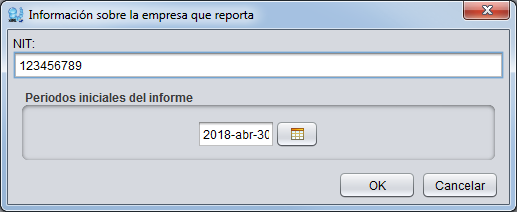 Información sobre la empresa que reporta
NIT:
123456789
Periodos iniciales del informe
2018-abr-30
OK
Cancelar